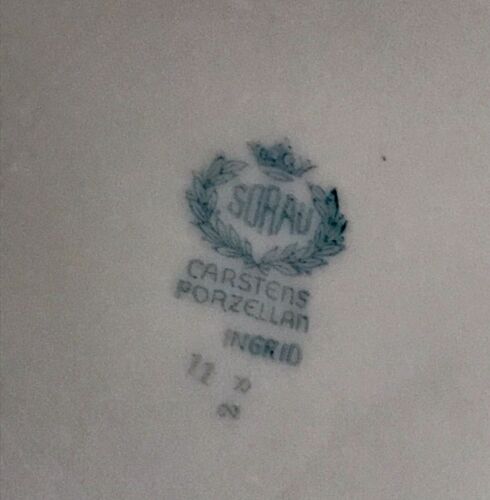 SORAU
CARSTENS
PORZELLAN
INGRID